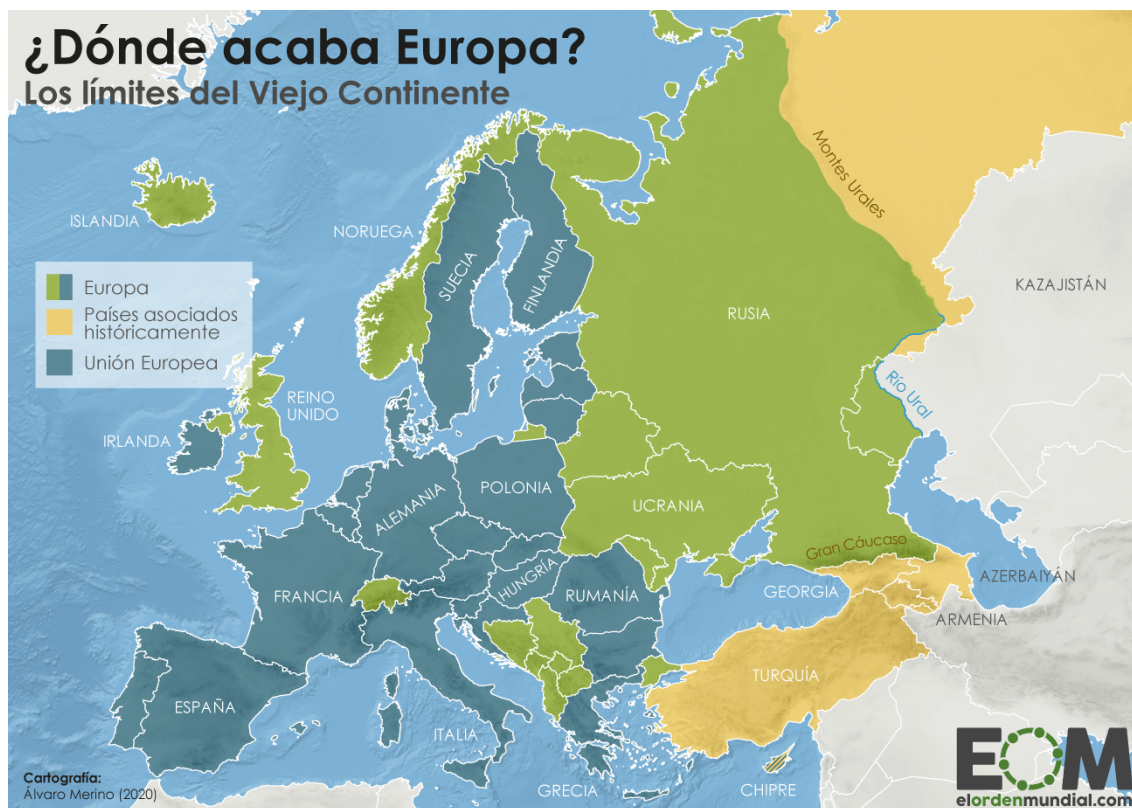 ¿Dónde acaba Europa?
Los límites del Viejo Continente
ISLANDIA
NORUEGA
SUECIA
FINLANDIA
Montes Urales
KAZAJISTÁN
RUSIA
Europa
Países asociados
históricamente
Unión Europea
REINO
UNIDO
IRLANDA
Río Ural
ALEMANIA
POLONIA
UCRANIA
Gran Cáucaso
FRANCIA
HUNGRÍA
RUMANÍA
GEORGIA
AZERBAIYÁN
ARMENIA
TURQUÍA
ESPAÑA
ITALIA
GRECIA
CHIPRE
Cartografía:
Álvaro Merino (2020)
EOM
elordenmundial.com